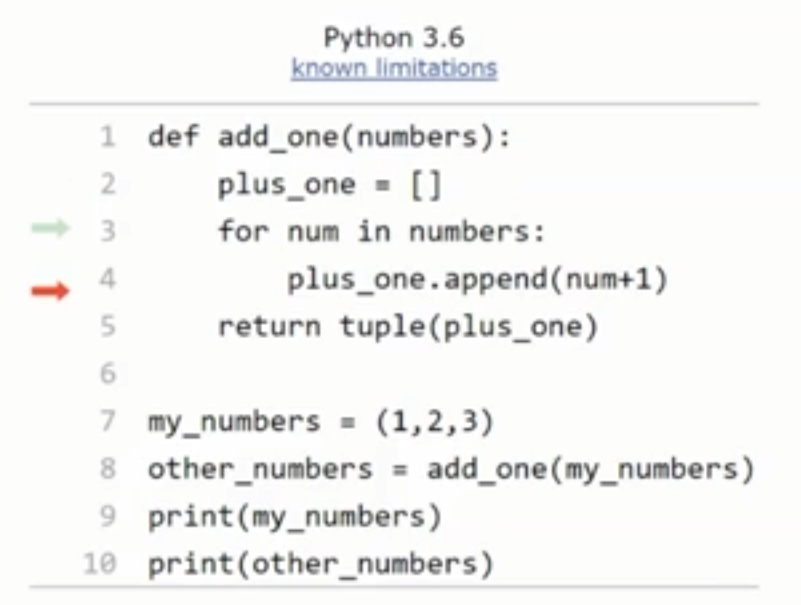 Python 3.6
known limitations
1 def add_one(numbers):
2     plus_one = []
3     for num in numbers:
4         plus_one.append(num+1)
5     return tuple(plus_one)
6
7 my_numbers = (1,2,3)
8 other_numbers = add_one(my_numbers)
9 print(my_numbers)
10 print(other_numbers)